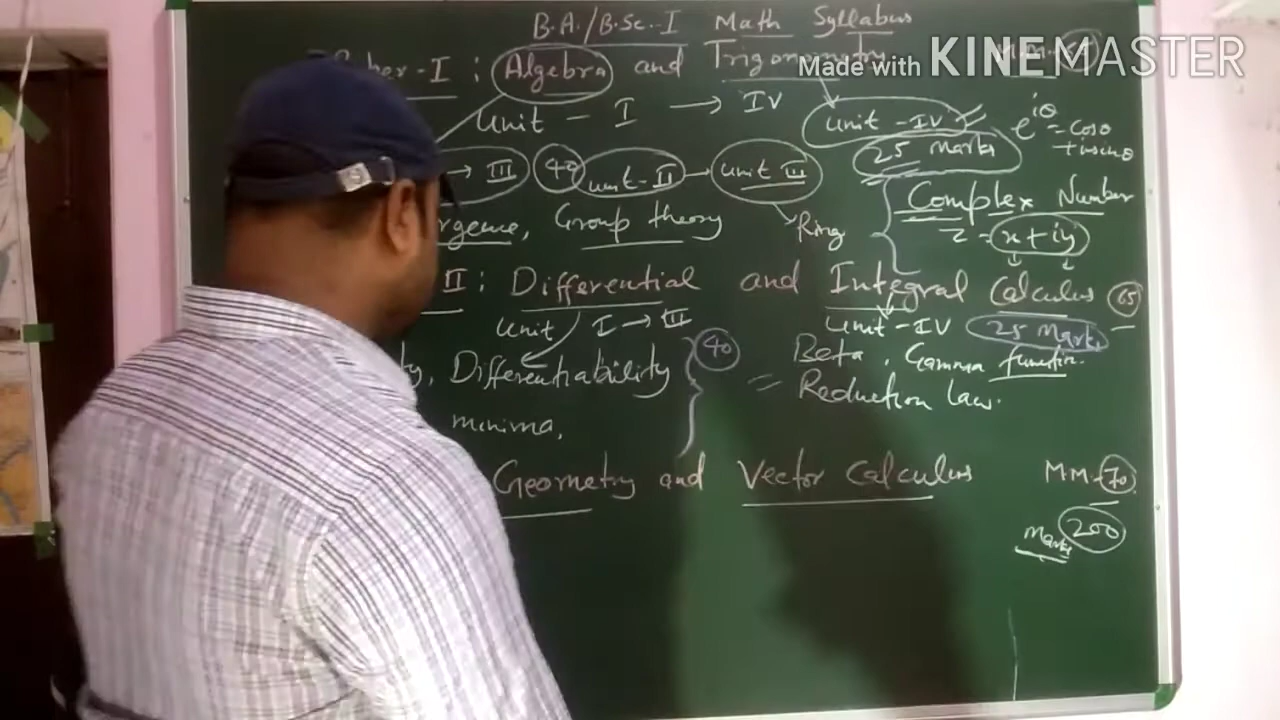 B.A./B.Sc.-I Math Syllabus
Paper-I : Algebra and Trigonometry
Made with KINEMASTER
Unit - I → IV
unit - IV
e^iθ = cosθ + isinθ
25 marks
→ III 40 unit-II → unit III
Complex Number
rgence, Group theory Ring
z = x + iy
II : Differential and Integral Calculus 65
Unit I → III
unit-IV 25 Marks
ty, Differentiability 40
Beta, Gamma function.
= Reduction Law.
minima,
Geometry and Vector Calculus MM-70
Marks 200